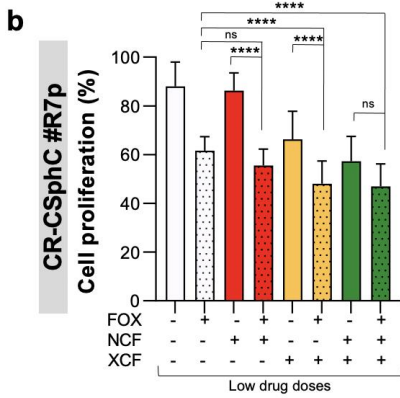 b
CR-CSphC #R7p
Cell proliferation (%)
****
****
ns
****
****
ns
100
80
60
40
20
0
FOX - + - + - + - +
NCF - - + + - - + +
XCF - - - - + + + +
Low drug doses